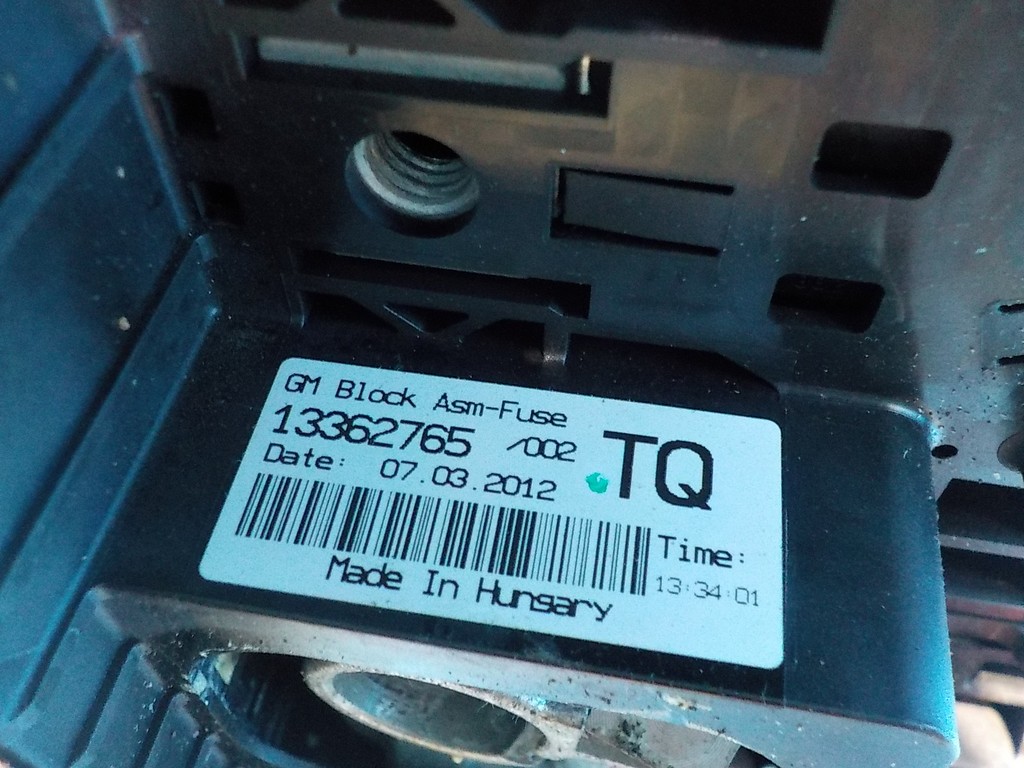 GM Block Asm-Fuse
13362765 /002 TQ
Date: 07.03.2012
Time:
13:34:01
Made In Hungary